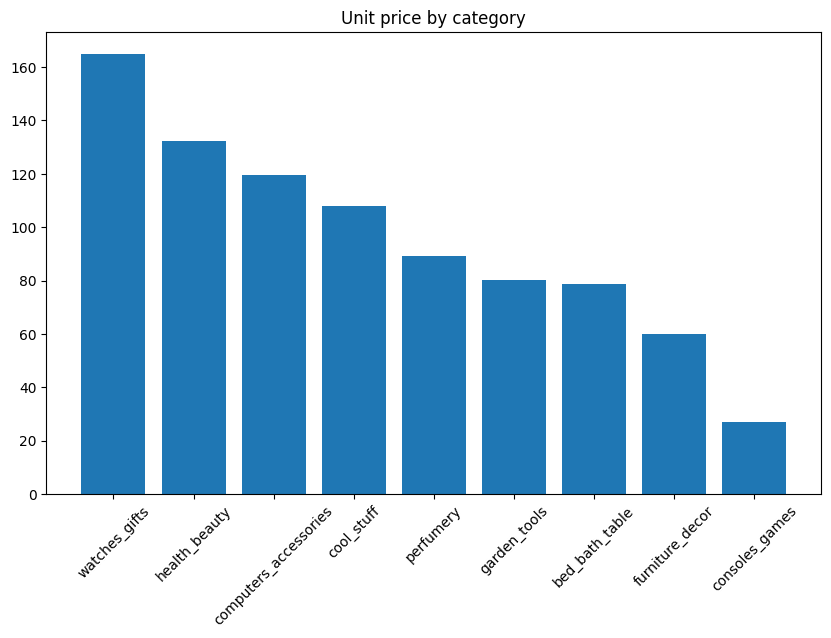 Unit price by category
160
140
120
100
80
60
40
20
0
watches_gifts
health_beauty
computers_accessories
cool_stuff
perfumery
garden_tools
bed_bath_table
furniture_decor
consoles_games